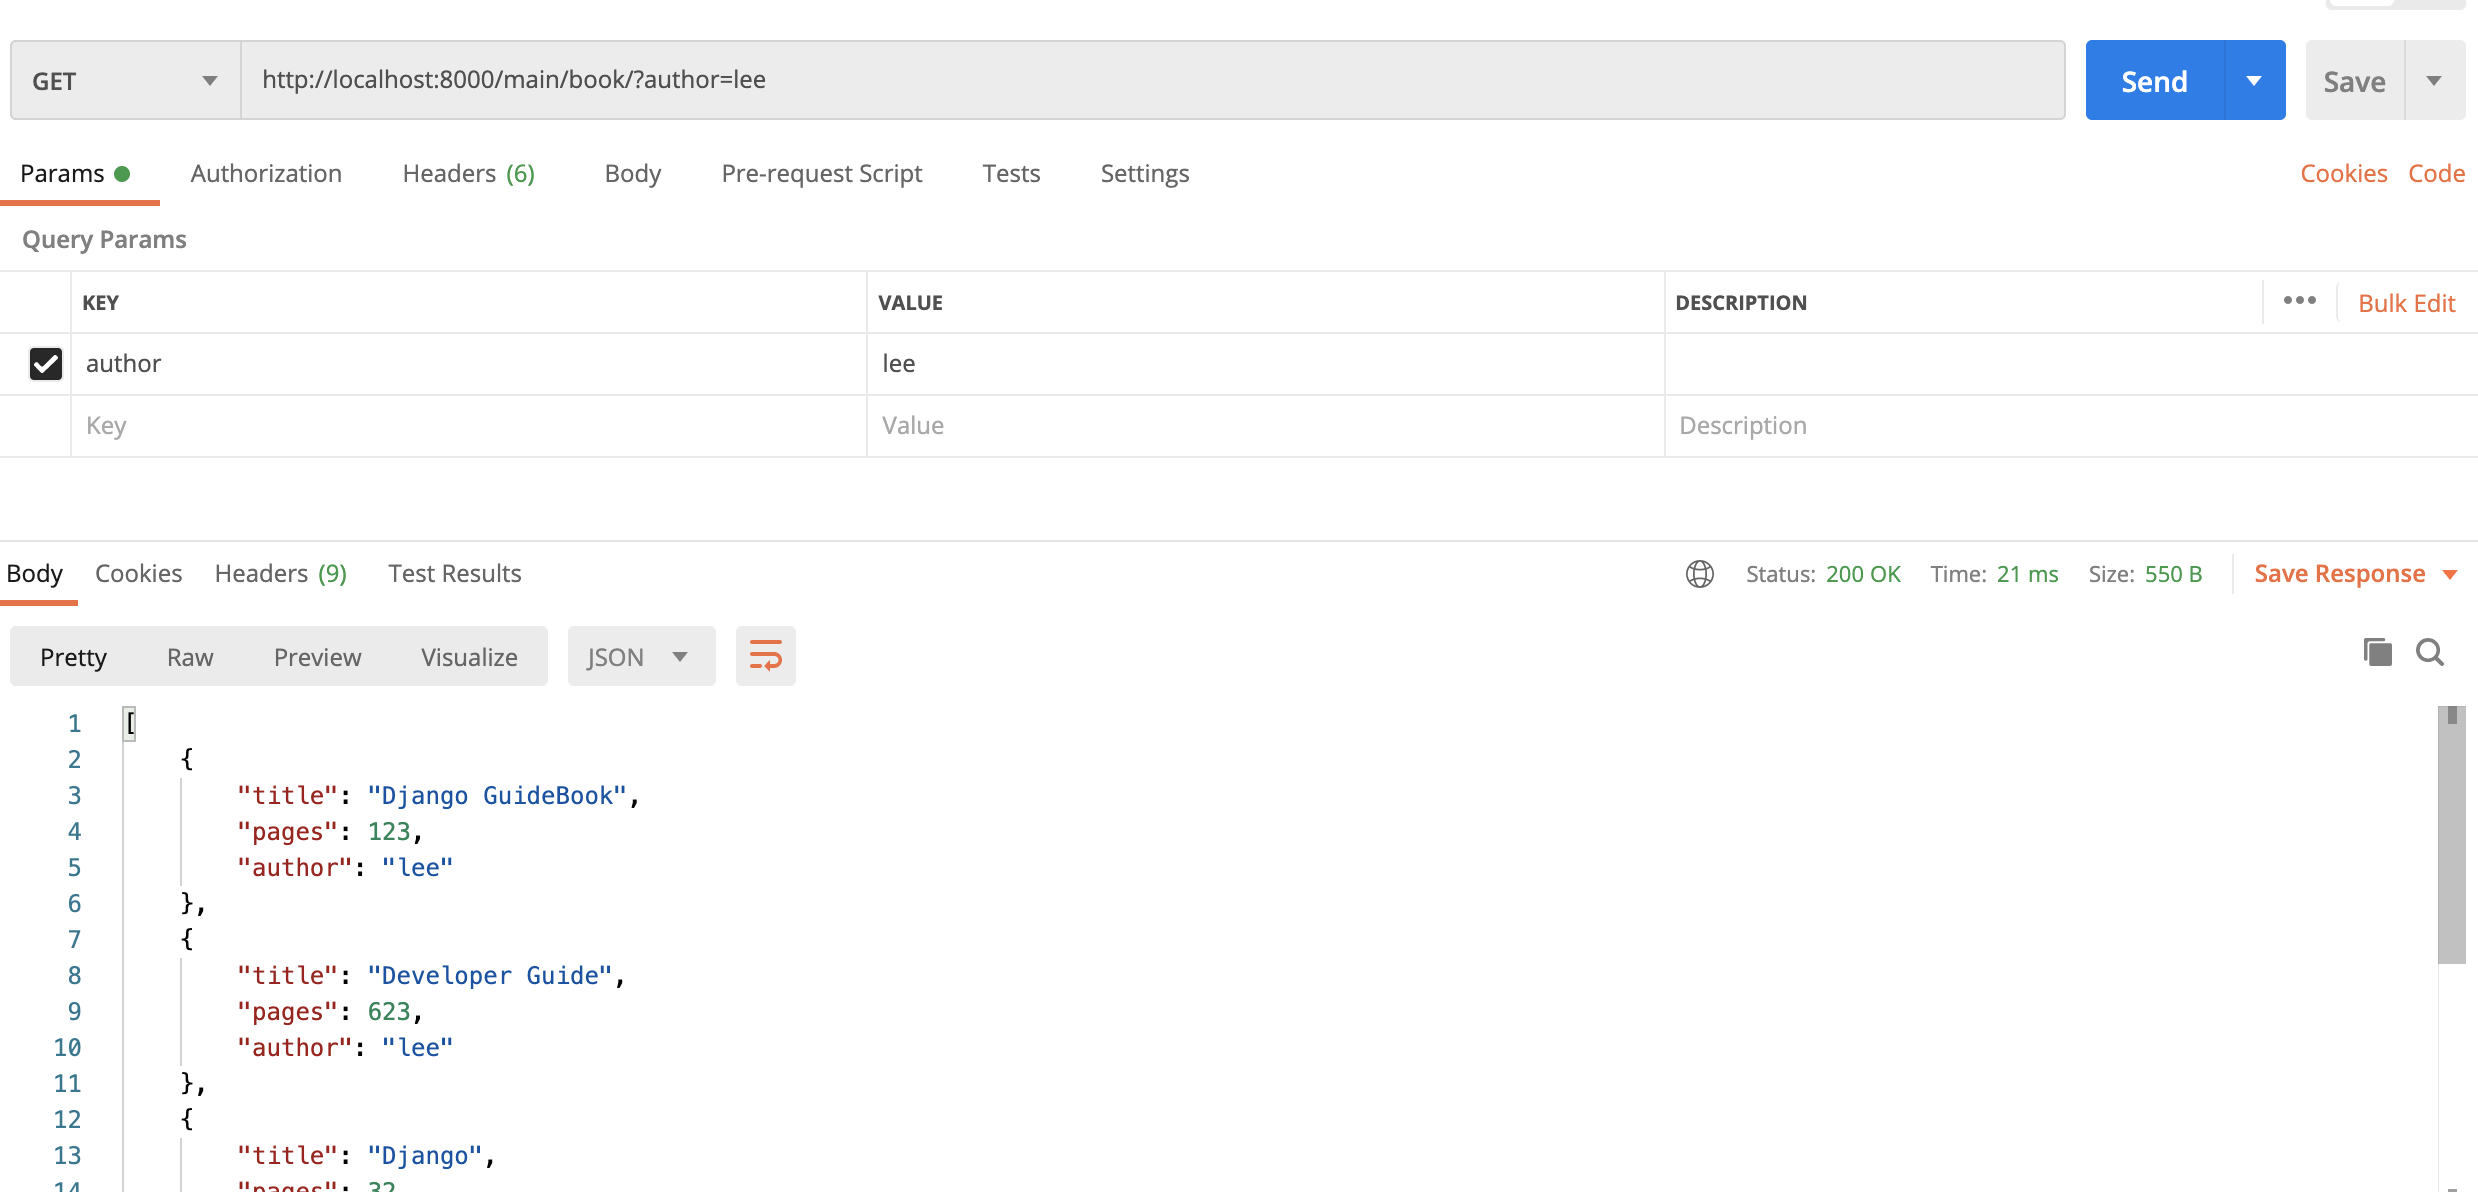 GET http://localhost:8000/main/book/?author=lee Send Save
Params Authorization Headers (6) Body Pre-request Script Tests Settings Cookies Code
Query Params
KEY VALUE DESCRIPTION ••• Bulk Edit
author lee
Key Value Description
Body Cookies Headers (9) Test Results Status: 200 OK Time: 21 ms Size: 550 B Save Response
Pretty Raw Preview Visualize JSON
1 [
2 {
3 "title": "Django GuideBook",
4 "pages": 123,
5 "author": "lee"
6 },
7 {
8 "title": "Developer Guide",
9 "pages": 623,
10 "author": "lee"
11 },
12 {
13 "title": "Django",
14 "pages": 32